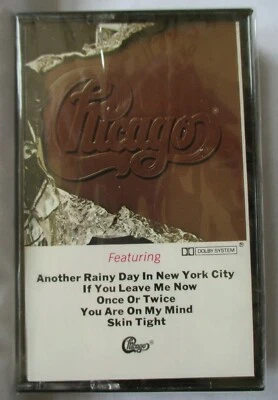 Chicago
Featuring
DOLBY SYSTEM ®
Another Rainy Day In New York City
If You Leave Me Now
Once Or Twice
You Are On My Mind
Skin Tight
Chicago ®